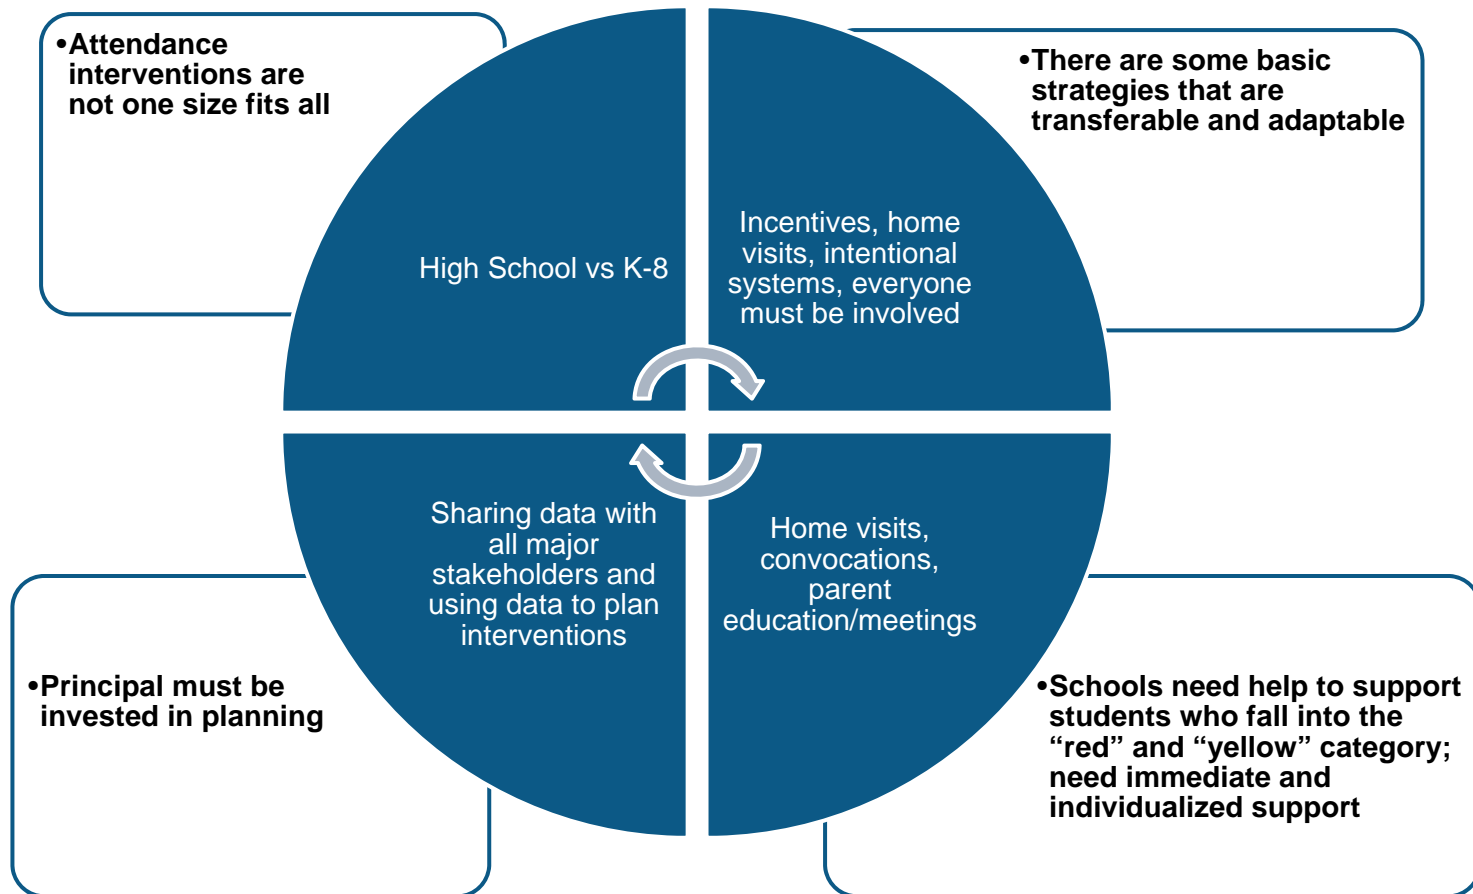 •Attendance
interventions are
not one size fits all
High School vs K-8
•There are some basic
strategies that are
transferable and adaptable
Incentives, home
visits, intentional
systems, everyone
must be involved
Sharing data with
all major
stakeholders and
using data to plan
interventions
•Principal must be
invested in planning
Home visits,
convocations,
parent
education/meetings
•Schools need help to support
students who fall into the
“red” and “yellow” category;
need immediate and
individualized support